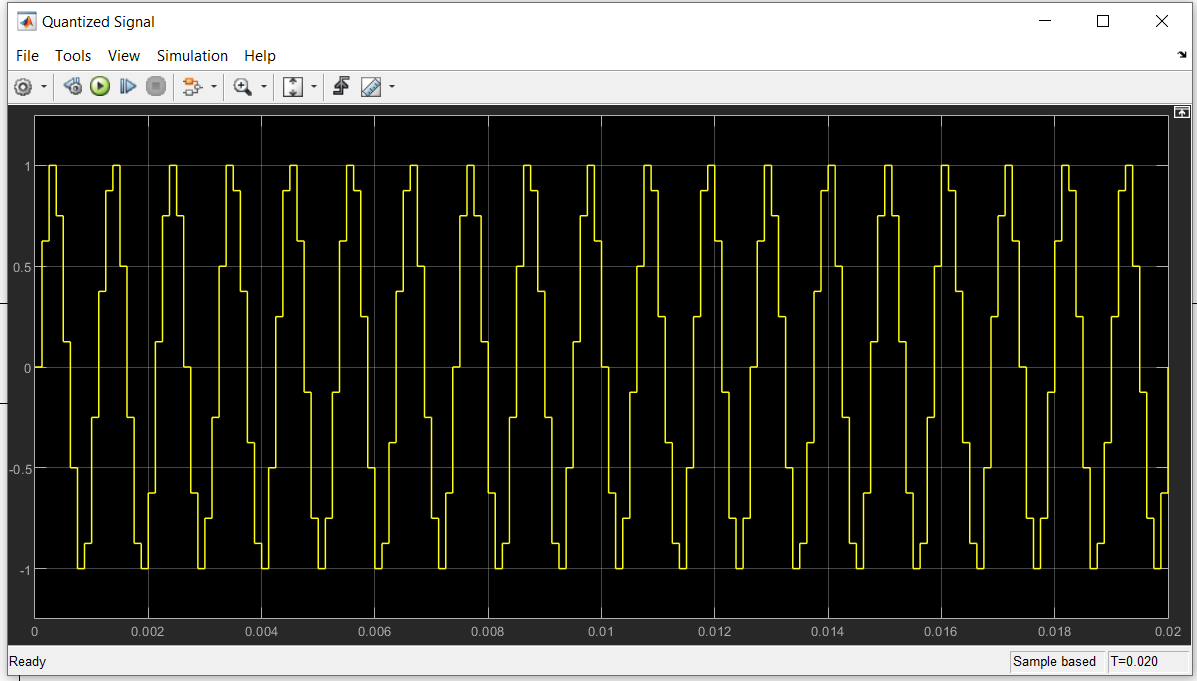 Quantized Signal
File Tools View Simulation Help
1
0.5
0
-0.5
-1
0 0.002 0.004 0.006 0.008 0.01 0.012 0.014 0.016 0.018 0.02
Ready Sample based T=0.020